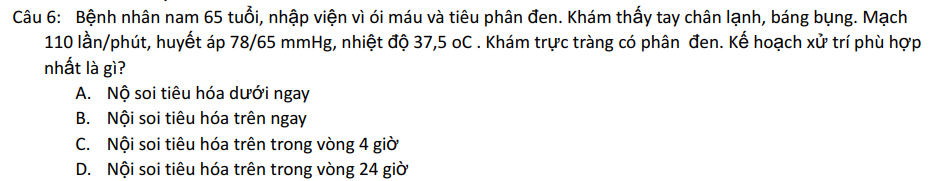 Câu 6: Bệnh nhân nam 65 tuổi, nhập viện vì ói máu và tiêu phân đen. Khám thấy tay chân lạnh, báng bụng. Mạch
110 lần/phút, huyết áp 78/65 mmHg, nhiệt độ 37,5 oC . Khám trực tràng có phân đen. Kế hoạch xử trí phù hợp
nhất là gì?
A. Nộ soi tiêu hóa dưới ngay
B. Nội soi tiêu hóa trên ngay
C. Nội soi tiêu hóa trên trong vòng 4 giờ
D. Nội soi tiêu hóa trên trong vòng 24 giờ